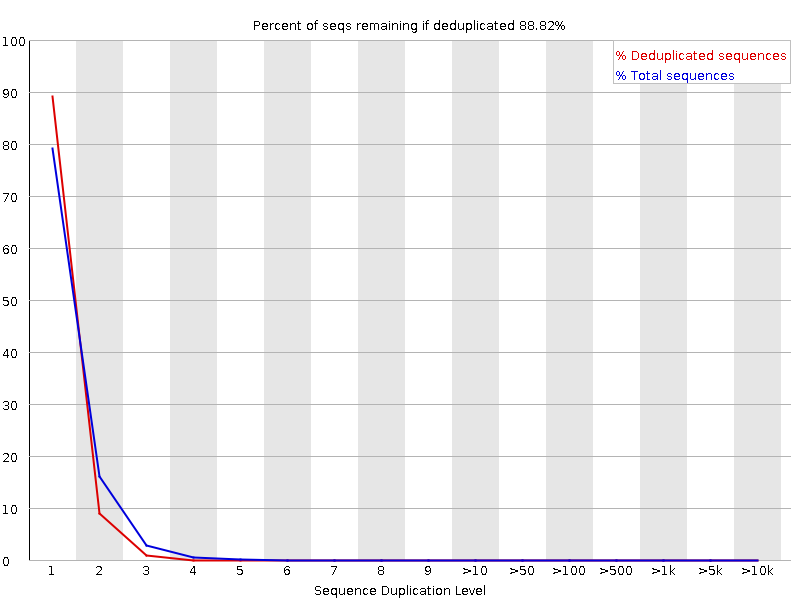 Percent of seqs remaining if deduplicated 88.82%
% Deduplicated sequences
% Total sequences
100
90
80
70
60
50
40
30
20
10
0
1 2 3 4 5 6 7 8 9 >10 >50 >100 >500 >1k >5k >10k
Sequence Duplication Level